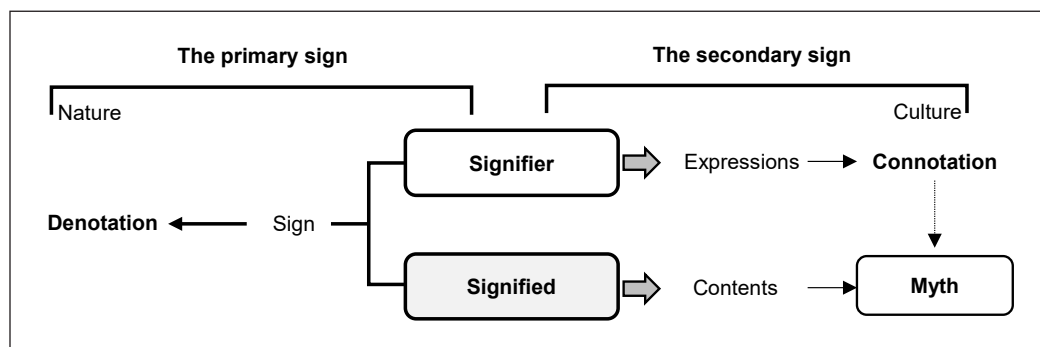 The primary sign
The secondary sign
Nature
Culture
Signifier
Expressions
Connotation
Denotation
Sign
Signified
Contents
Myth